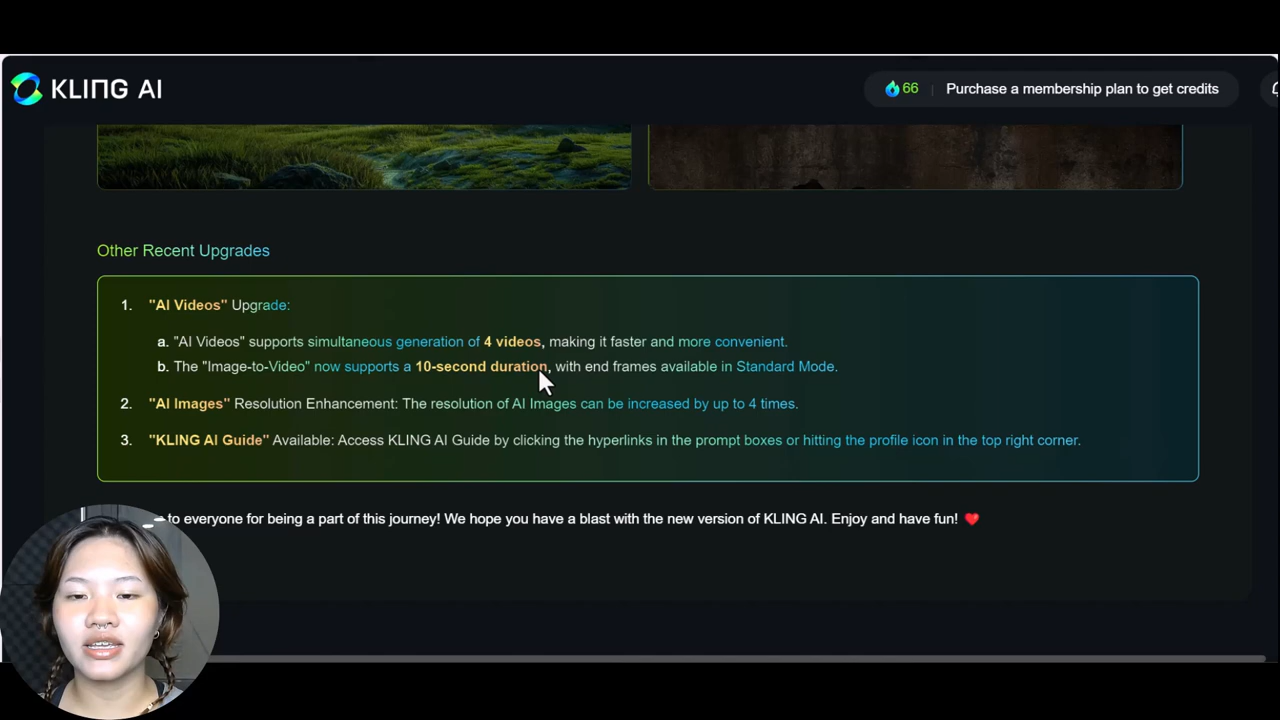 KLING AI
66
Purchase a membership plan to get credits
Other Recent Upgrades
1. "AI Videos" Upgrade:
a. "AI Videos" supports simultaneous generation of 4 videos, making it faster and more convenient.
b. The "Image-to-Video" now supports a 10-second duration, with end frames available in Standard Mode.
2. "AI Images" Resolution Enhancement: The resolution of AI Images can be increased by up to 4 times.
3. "KLING AI Guide" Available: Access KLING AI Guide by clicking the hyperlinks in the prompt boxes or hitting the profile icon in the top right corner.
to everyone for being a part of this journey! We hope you have a blast with the new version of KLING AI. Enjoy and have fun! ❤️